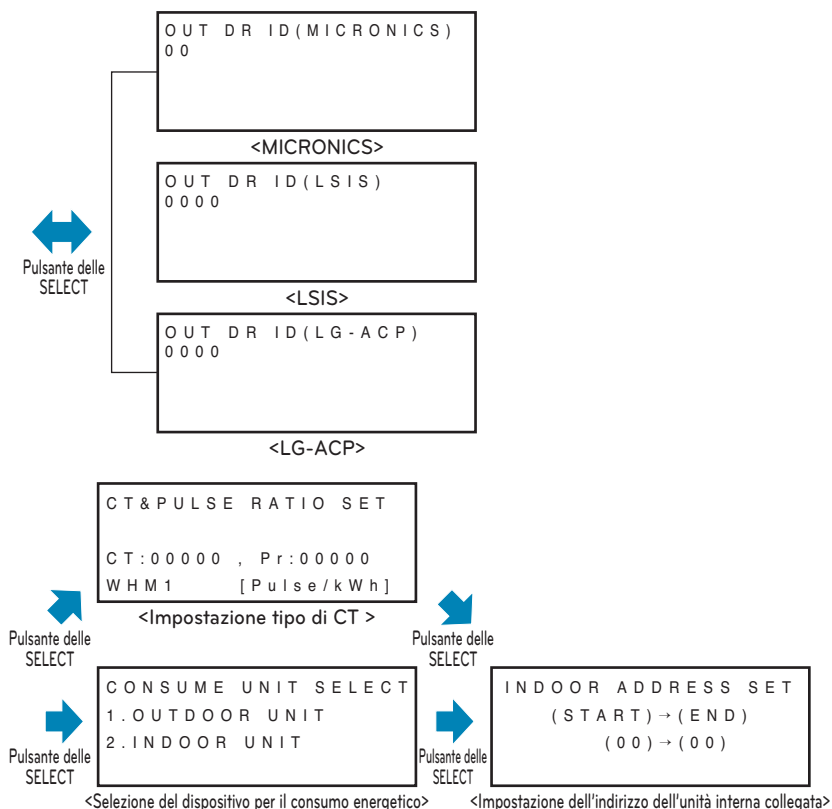 OUT DR ID(MICRONICS)
00
<MICRONICS>
OUT DR ID(LSIS)
0000
Pulsante delle
SELECT
<LSIS>
OUT DR ID(LG-ACP)
0000
<LG-ACP>
CT&PULSE RATIO SET
CT:00000 , Pr:00000
WHM1 [Pulse/kWh]
<Impostazione tipo di CT >
Pulsante delle
SELECT
Pulsante delle
SELECT
CONSUME UNIT SELECT
1.OUTDOOR UNIT
2.INDOOR UNIT
Pulsante delle
SELECT
<Selezione del dispositivo per il consumo energetico>
Pulsante delle
SELECT
INDOOR ADDRESS SET
(START)→(END)
(00)→(00)
<Impostazione dell'indirizzo dell'unità interna collegata>